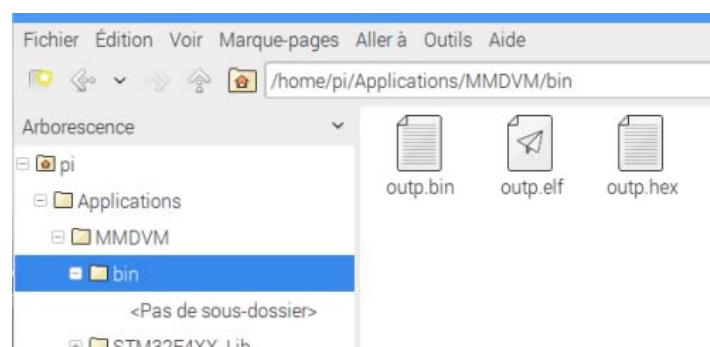 Fichier Édition Voir Marque-pages Aller à Outils Aide
/home/pi/Applications/MMDVM/bin
Arborescence
pi
Applications
MMDVM
bin
<Pas de sous-dossier>
STM32F4XX_Lib
outp.bin outp.elf outp.hex